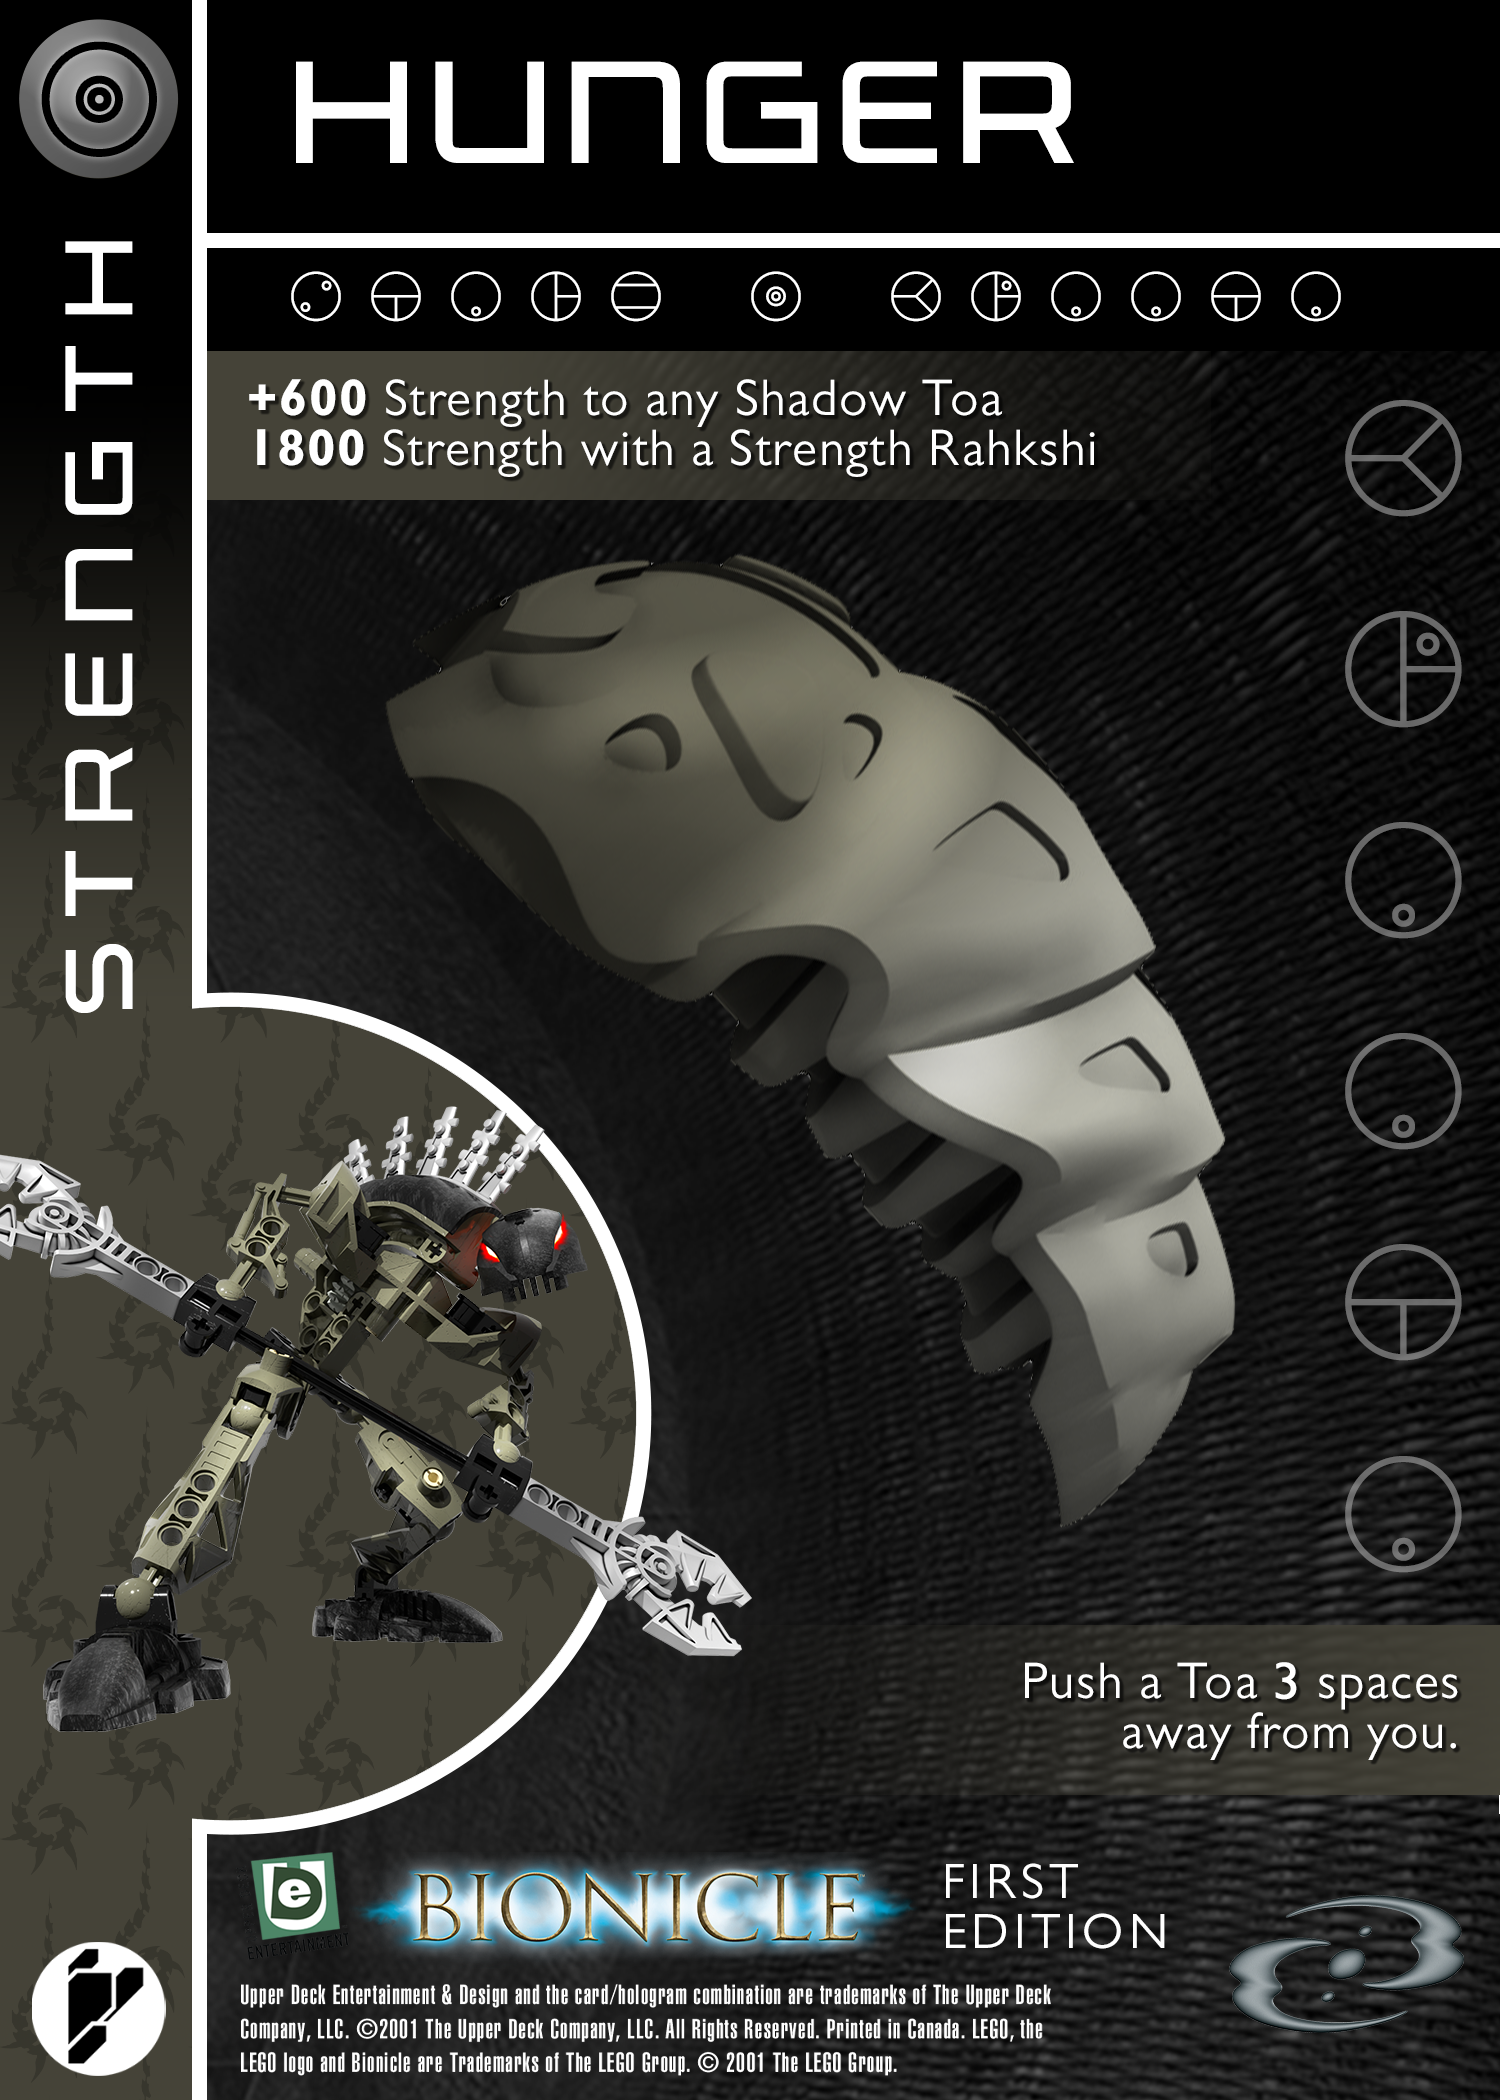 HUNGER
STRENGTH
+600 Strength to any Shadow Toa
1800 Strength with a Strength Rahkshi
Push a Toa 3 spaces
away from you.
e
ENTERTAINMENT
BIONICLE
FIRST
EDITION
Upper Deck Entertainment & Design and the card/hologram combination are trademarks of The Upper Deck
Company, LLC. ©2001 The Upper Deck Company, LLC. All Rights Reserved. Printed in Canada. LEGO, the
LEGO logo and Bionicle are Trademarks of The LEGO Group. © 2001 The LEGO Group.